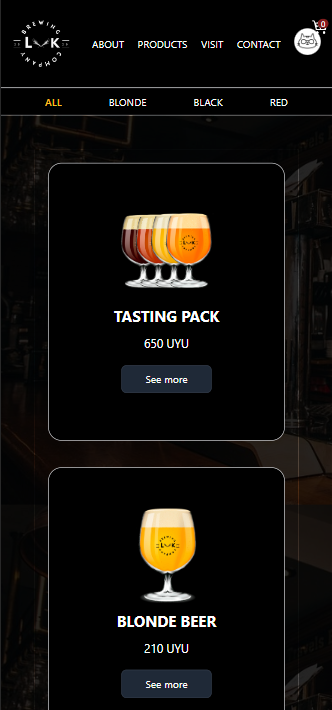 BREWING
L K
COMPANY
ABOUT PRODUCTS VISIT CONTACT
0
ALL BLONDE BLACK RED
L K
TASTING PACK
650 UYU
See more
L K
BLONDE BEER
210 UYU
See more